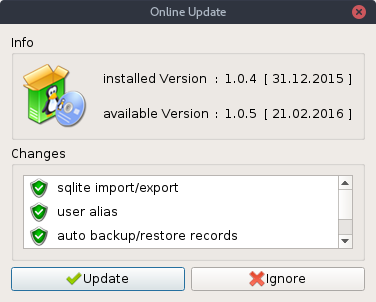 Online Update
Info
installed Version : 1.0.4 [ 31.12.2015 ]
available Version : 1.0.5 [ 21.02.2016 ]
Changes
sqlite import/export
user alias
auto backup/restore records
Update
Ignore